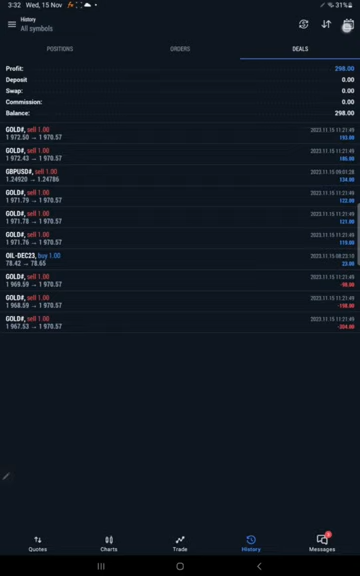 3:32 Wed, 15 Nov
31%
History
All symbols
POSITIONS ORDERS DEALS
Profit: 298.00
Deposit 0.00
Swap: 0.00
Commission: 0.00
Balance: 298.00
GOLD#, sell 1.00 2023.11.15 11:21:49
1 972.50 → 1 970.57 193.00
GOLD#, sell 1.00 2023.11.15 11:21:49
1 972.43 → 1 970.57 185.00
GBPUSD#, sell 1.00 2023.11.15 09:01:28
1.24920 → 1.24786 134.00
GOLD#, sell 1.00 2023.11.15 11:21:49
1 971.79 → 1 970.57 122.00
GOLD#, sell 1.00 2023.11.15 11:21:49
1 971.78 → 1 970.57 121.00
GOLD#, sell 1.00 2023.11.15 11:21:49
1 971.76 → 1 970.57 119.00
OIL-DEC23, buy 1.00 2023.11.15 08:23:10
78.42 → 78.65 23.00
GOLD#, sell 1.00 2023.11.15 11:21:49
1 969.59 → 1 970.57 -98.00
GOLD#, sell 1.00 2023.11.15 11:21:49
1 968.59 → 1 970.57 -198.00
GOLD#, sell 1.00 2023.11.15 11:21:49
1 967.53 → 1 970.57 -304.00
Quotes Charts Trade History Messages